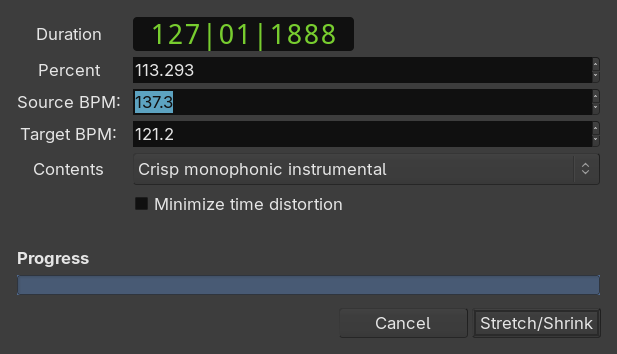 Duration 127|01|1888
Percent 113.293
Source BPM: 137.3
Target BPM: 121.2
Contents Crisp monophonic instrumental
Minimize time distortion
Progress
Cancel Stretch/Shrink